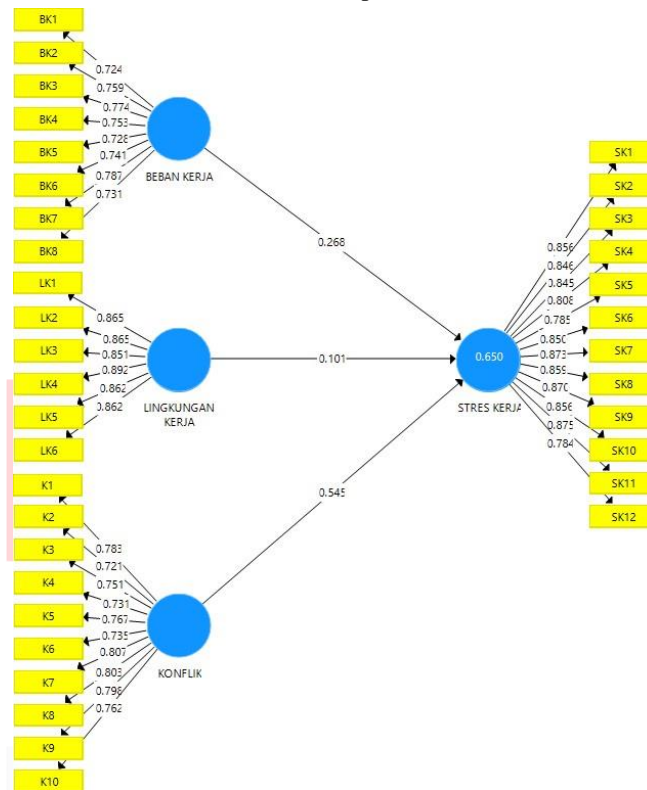 BK1
BK2
BK3
BK4
BK5
BK6
BK7
BK8
0.724
0.759
0.774
0.753
0.728
0.741
0.787
0.731
BEBAN KERJA
LK1
LK2
LK3
LK4
LK5
LK6
0.865
0.865
0.851
0.892
0.862
0.862
LINGKUNGAN
KERJA
K1
K2
K3
K4
K5
K6
K7
K8
K9
K10
0.783
0.721
0.751
0.731
0.767
0.735
0.807
0.803
0.798
0.762
KONFLIK
0.268
0.101
0.545
0.650
STRES KERJA
0.856
0.846
0.845
0.808
0.785
0.850
0.873
0.859
0.870
0.856
0.875
0.784
SK1
SK2
SK3
SK4
SK5
SK6
SK7
SK8
SK9
SK10
SK11
SK12